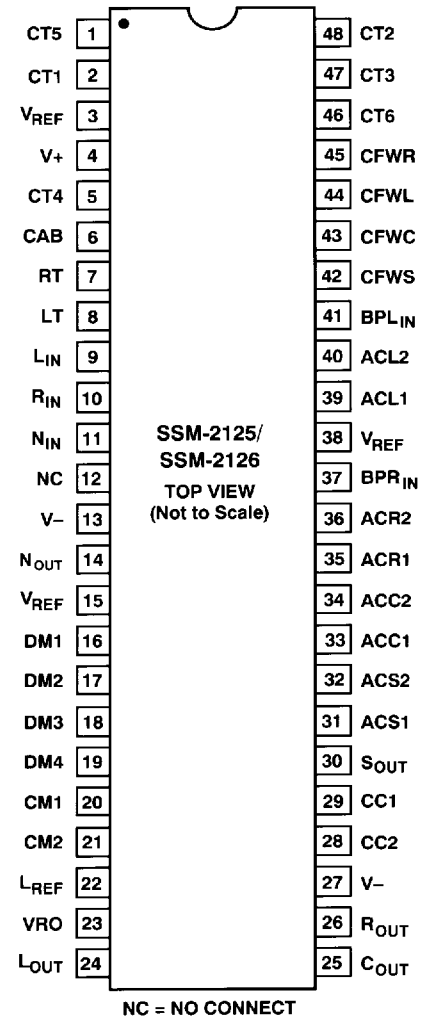 CT5 1 48 CT2
CT1 2 47 CT3
VREF 3 46 CT6
V+ 4 45 CFWR
CT4 5 44 CFWL
CAB 6 43 CFWC
RT 7 42 CFWS
LT 8 41 BPLIN
LIN 9 40 ACL2
RIN 10 39 ACL1
NIN 11 38 VREF
NC 12 37 BPRIN
V– 13 36 ACR2
NOUT 14 35 ACR1
VREF 15 34 ACC2
DM1 16 33 ACC1
DM2 17 32 ACS2
DM3 18 31 ACS1
DM4 19 30 SOUT
CM1 20 29 CC1
CM2 21 28 CC2
LREF 22 27 V–
VRO 23 26 ROUT
LOUT 24 25 COUT
SSM-2125/
SSM-2126
TOP VIEW
(Not to Scale)
NC = NO CONNECT